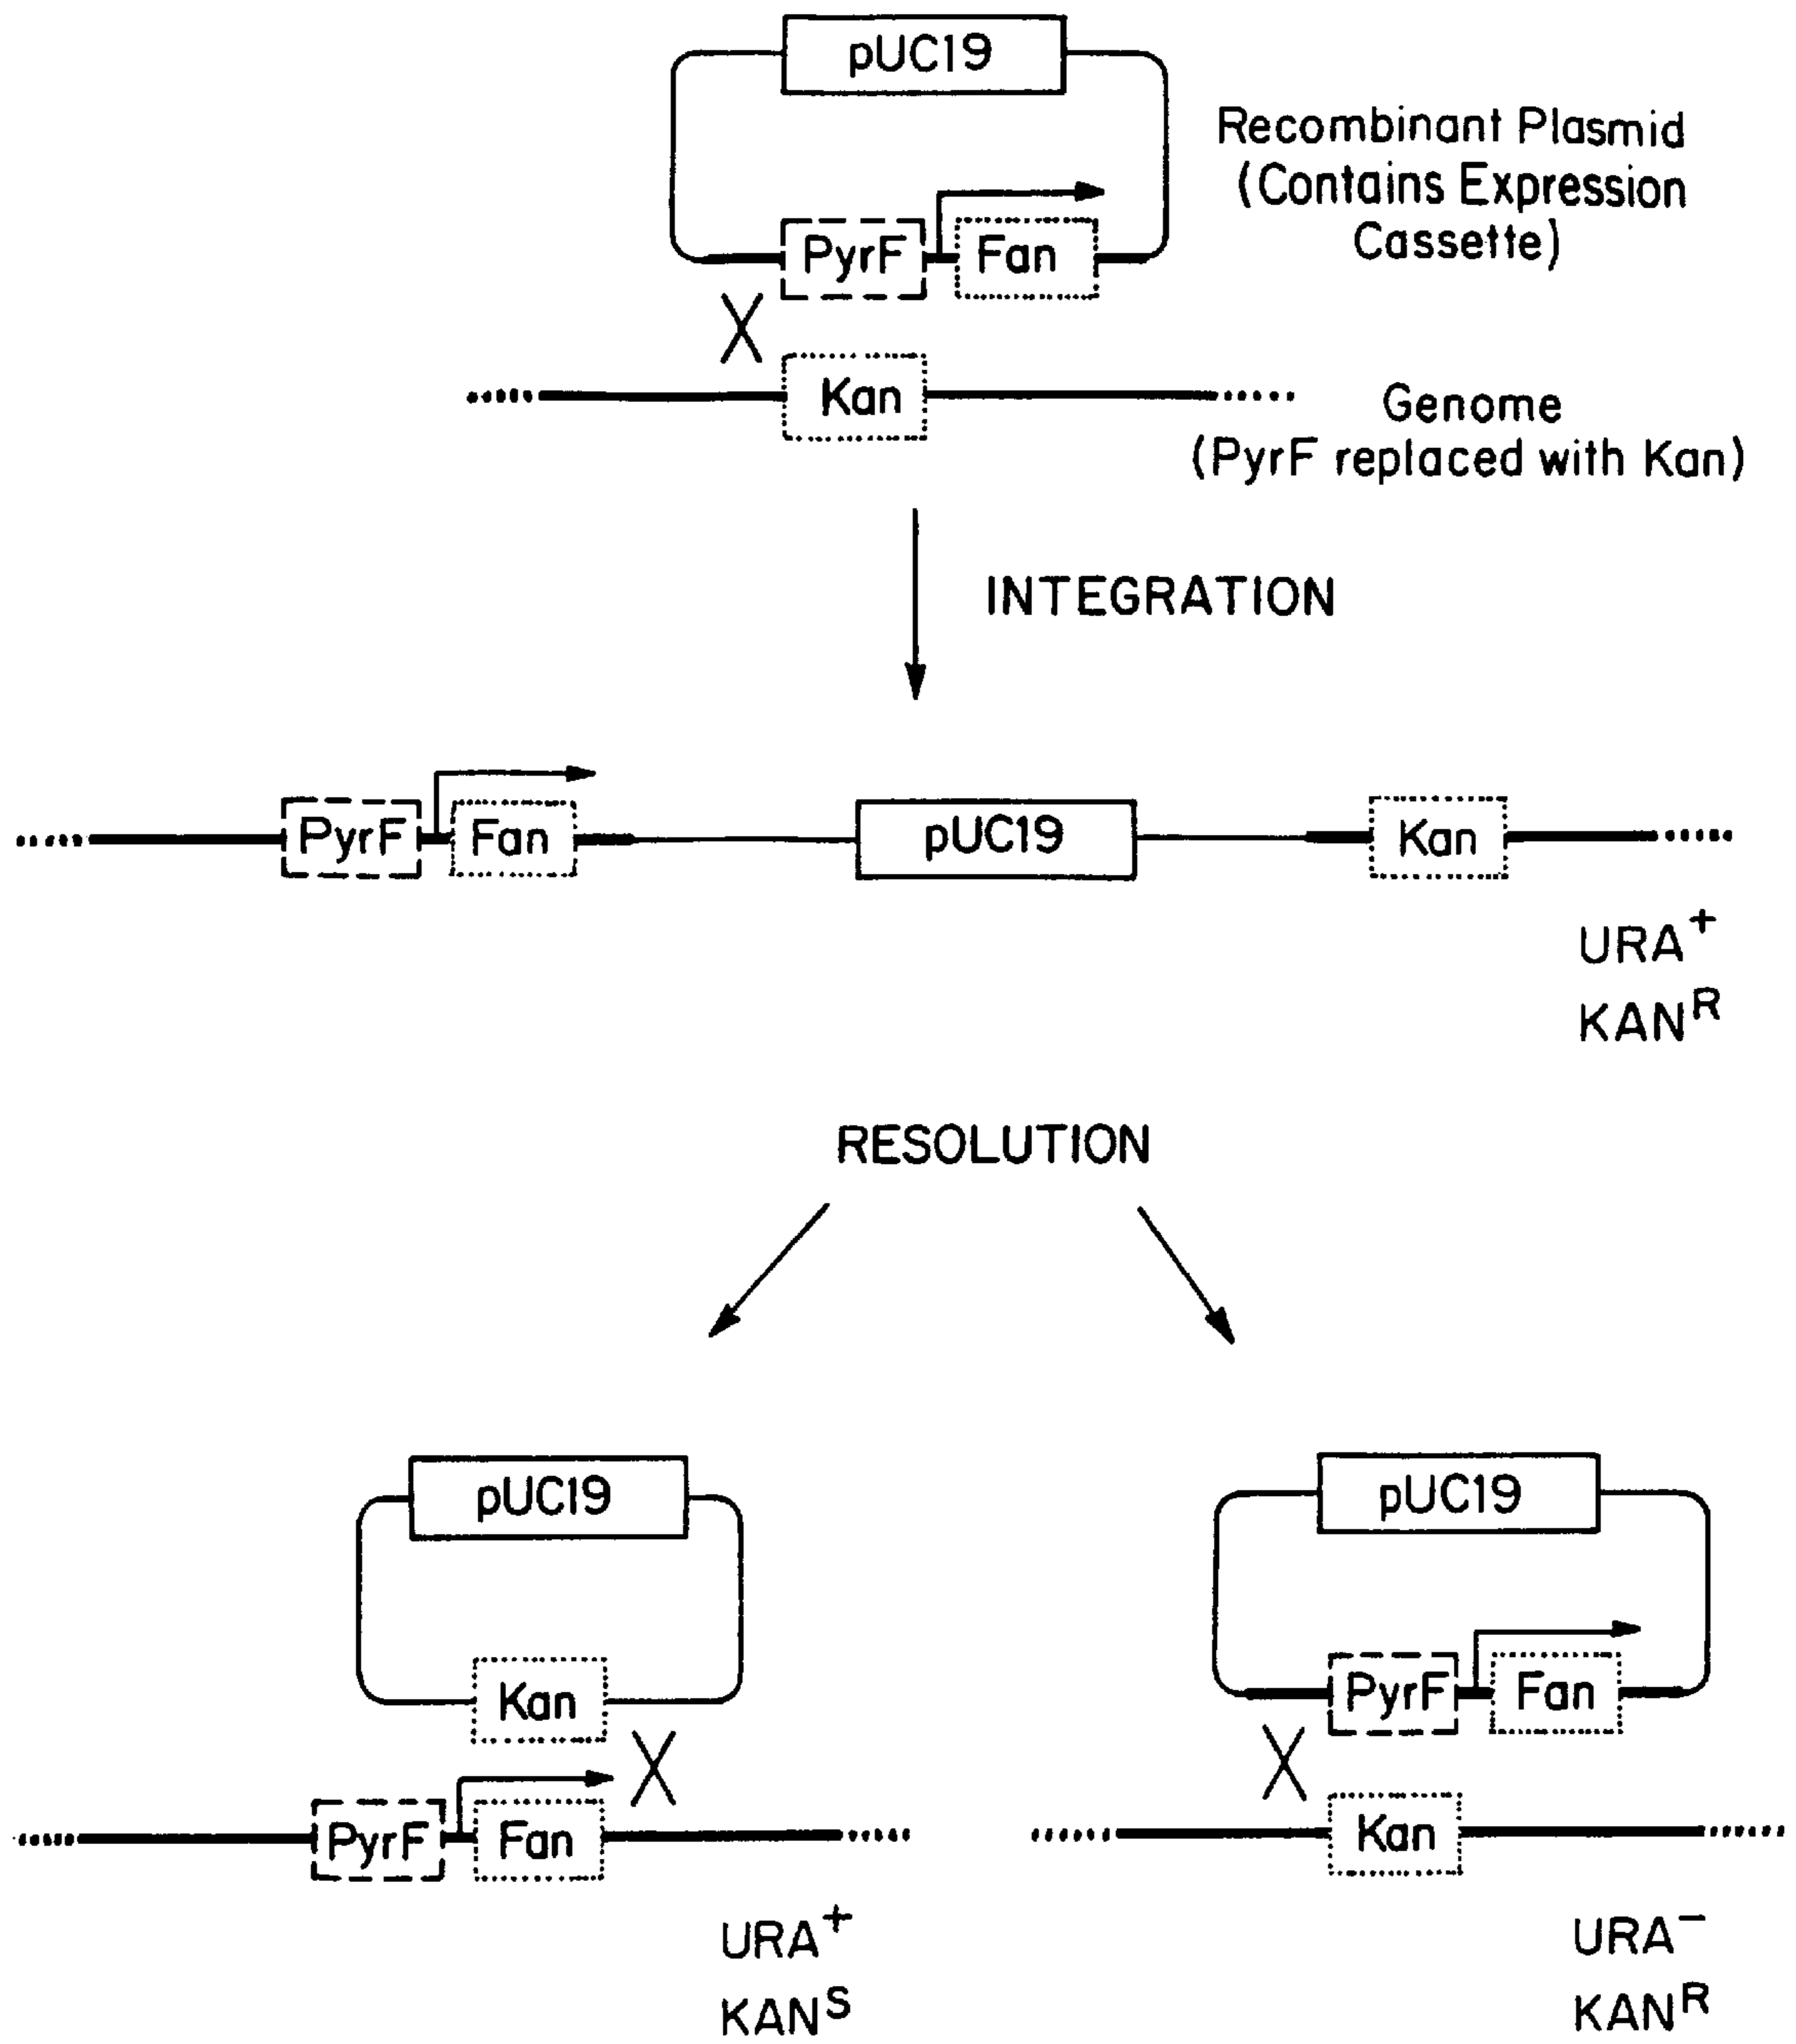 pUC19
Recombinant Plasmid
(Contains Expression
Cassette)
PyrF Fan
X
Kan
Genome
(PyrF replaced with Kan)
INTEGRATION
PyrF Fan pUC19 Kan
URA+
KANR
RESOLUTION
pUC19
Kan
X
PyrF Fan
URA+
KANS
pUC19
PyrF Fan
X
Kan
URA−
KANR